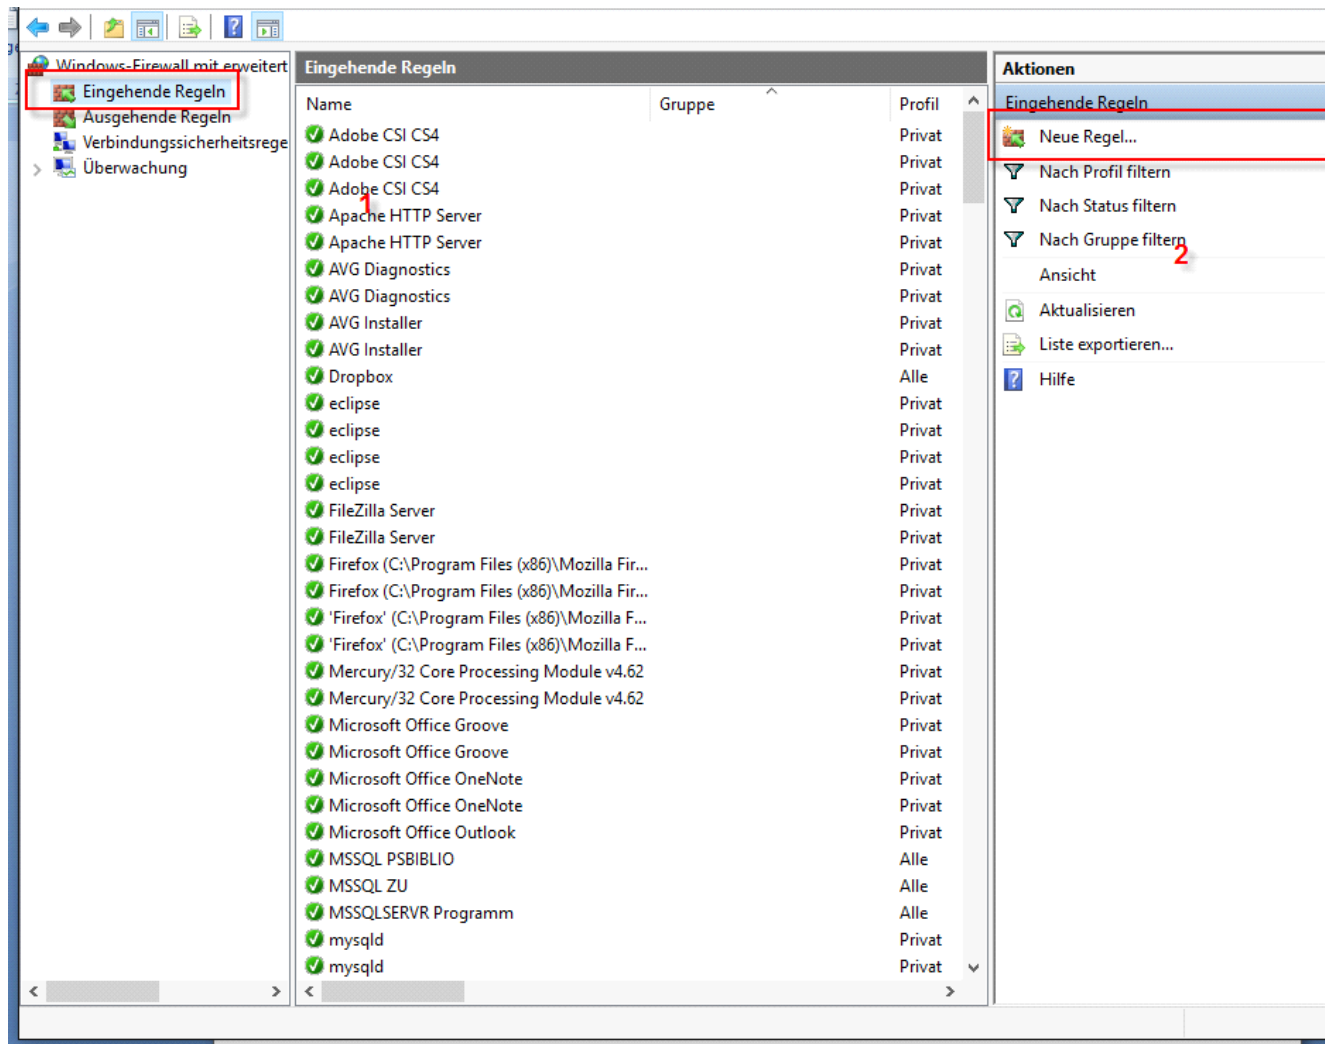 Windows-Firewall mit erweitert
Eingehende Regeln
Ausgehende Regeln
Verbindungssicherheitsrege
Überwachung
Eingehende Regeln
Name Gruppe Profil
Adobe CSI CS4 Privat
Adobe CSI CS4 Privat
Adobe CSI CS4 Privat
1
Apache HTTP Server Privat
Apache HTTP Server Privat
AVG Diagnostics Privat
AVG Diagnostics Privat
AVG Installer Privat
AVG Installer Privat
Dropbox Alle
eclipse Privat
eclipse Privat
eclipse Privat
eclipse Privat
FileZilla Server Privat
FileZilla Server Privat
Firefox (C:\Program Files (x86)\Mozilla Fir... Privat
Firefox (C:\Program Files (x86)\Mozilla Fir... Privat
'Firefox' (C:\Program Files (x86)\Mozilla F... Privat
'Firefox' (C:\Program Files (x86)\Mozilla F... Privat
Mercury/32 Core Processing Module v4.62 Privat
Mercury/32 Core Processing Module v4.62 Privat
Microsoft Office Groove Privat
Microsoft Office Groove Privat
Microsoft Office OneNote Privat
Microsoft Office OneNote Privat
Microsoft Office Outlook Privat
MSSQL PSBIBLIO Alle
MSSQL ZU Alle
MSSQLSERVR Programm Alle
mysqld Privat
mysqld Privat
Aktionen
Eingehende Regeln
Neue Regel...
Nach Profil filtern
Nach Status filtern
Nach Gruppe filtern
2
Ansicht
Aktualisieren
Liste exportieren...
Hilfe